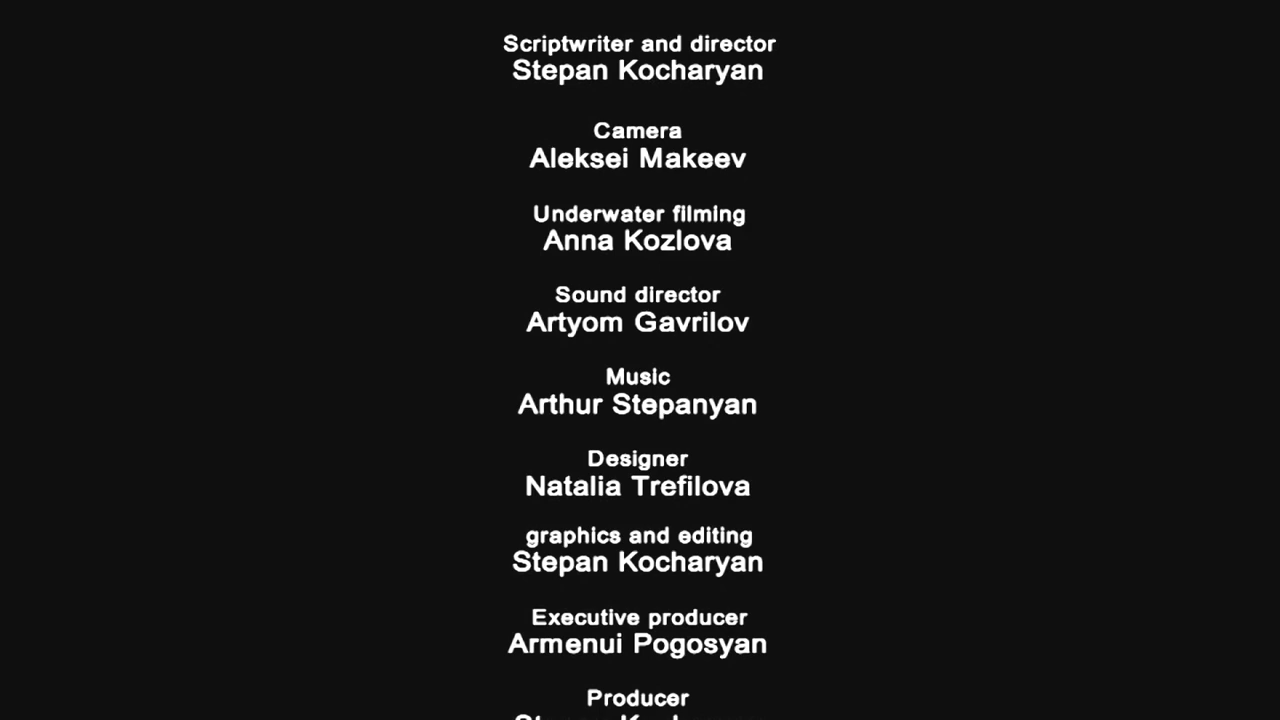 Scriptwriter and director
Stepan Kocharyan
Camera
Aleksei Makeev
Underwater filming
Anna Kozlova
Sound director
Artyom Gavrilov
Music
Arthur Stepanyan
Designer
Natalia Trefilova
graphics and editing
Stepan Kocharyan
Executive producer
Armenui Pogosyan
Producer